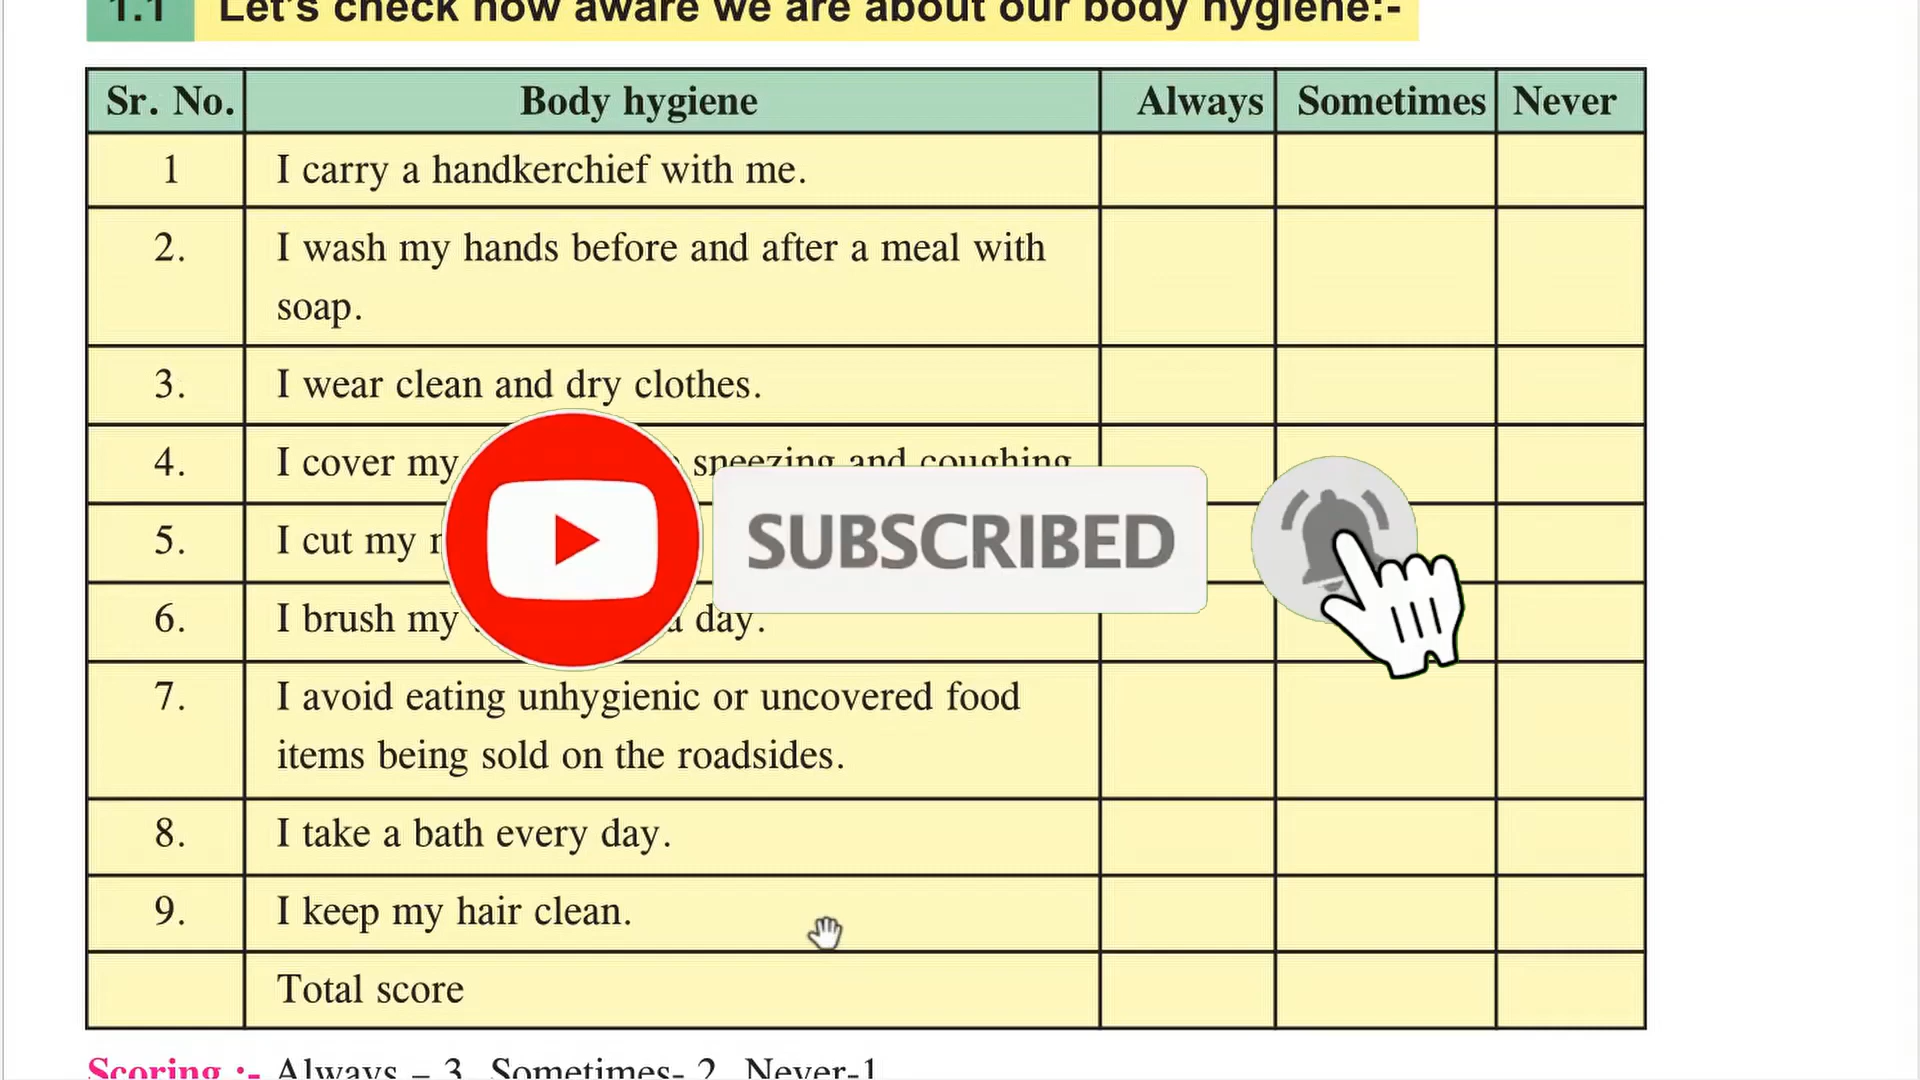 1.1 Let's check how aware we are about our body hygiene:-
Sr. No. Body hygiene Always Sometimes Never
1 I carry a handkerchief with me.
2. I wash my hands before and after a meal with
soap.
3. I wear clean and dry clothes.
4. I cover my sneezing and coughing
5. I cut my
SUBSCRIBED
6. I brush my day.
7. I avoid eating unhygienic or uncovered food
items being sold on the roadsides.
8. I take a bath every day.
9. I keep my hair clean.
Total score
Scoring :- Always – 3, Sometimes- 2, Never-1